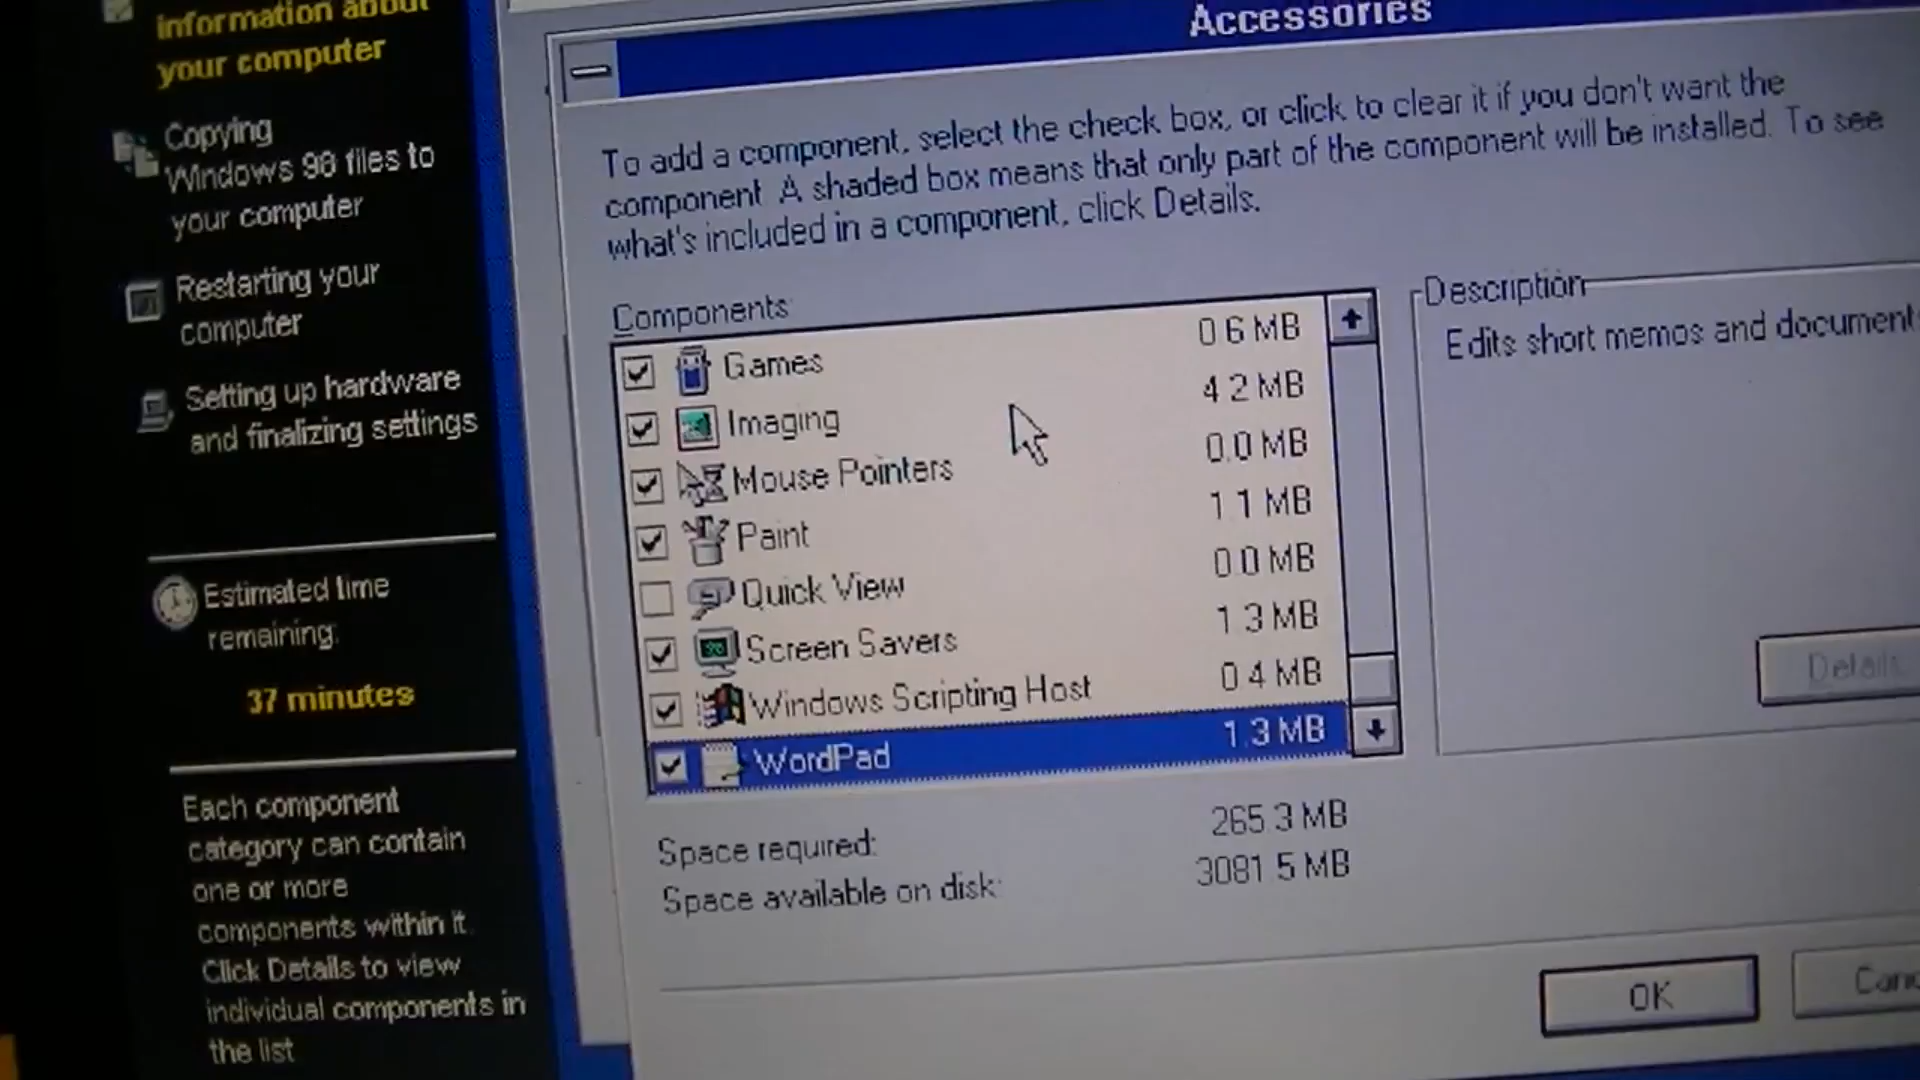 information about
your computer
Copying
Windows 98 files to
your computer
Restarting your
computer
Setting up hardware
and finalizing settings
Estimated time
remaining:
37 minutes
Each component
category can contain
one or more
components within it.
Click Details to view
individual components in
the list
Accessories
To add a component, select the check box, or click to clear it if you don't want the
component. A shaded box means that only part of the component will be installed. To see
what's included in a component, click Details.
Components:
Games 0.6 MB
Imaging 4.2 MB
Mouse Pointers 0.0 MB
Paint 1.1 MB
Quick View 0.0 MB
Screen Savers 1.3 MB
Windows Scripting Host 0.4 MB
WordPad 1.3 MB
Space required: 265.3 MB
Space available on disk: 3081.5 MB
Description
Edits short memos and document
Details
OK
Canc